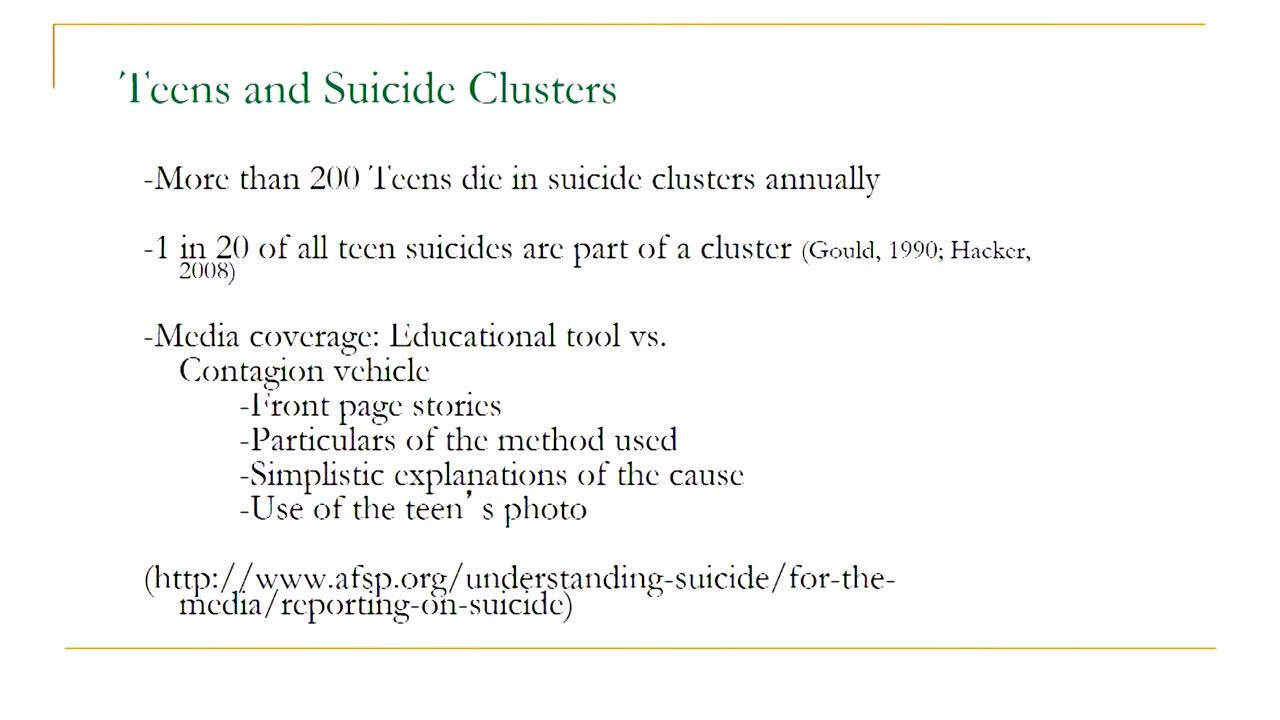 Teens and Suicide Clusters
-More than 200 Teens die in suicide clusters annually
-1 in 20 of all teen suicides are part of a cluster (Gould, 1990; Hacker,
2008)
-Media coverage: Educational tool vs.
Contagion vehicle
-Front page stories
-Particulars of the method used
-Simplistic explanations of the cause
-Use of the teen’s photo
(http://www.afsp.org/understanding-suicide/for-the-
media/reporting-on-suicide)